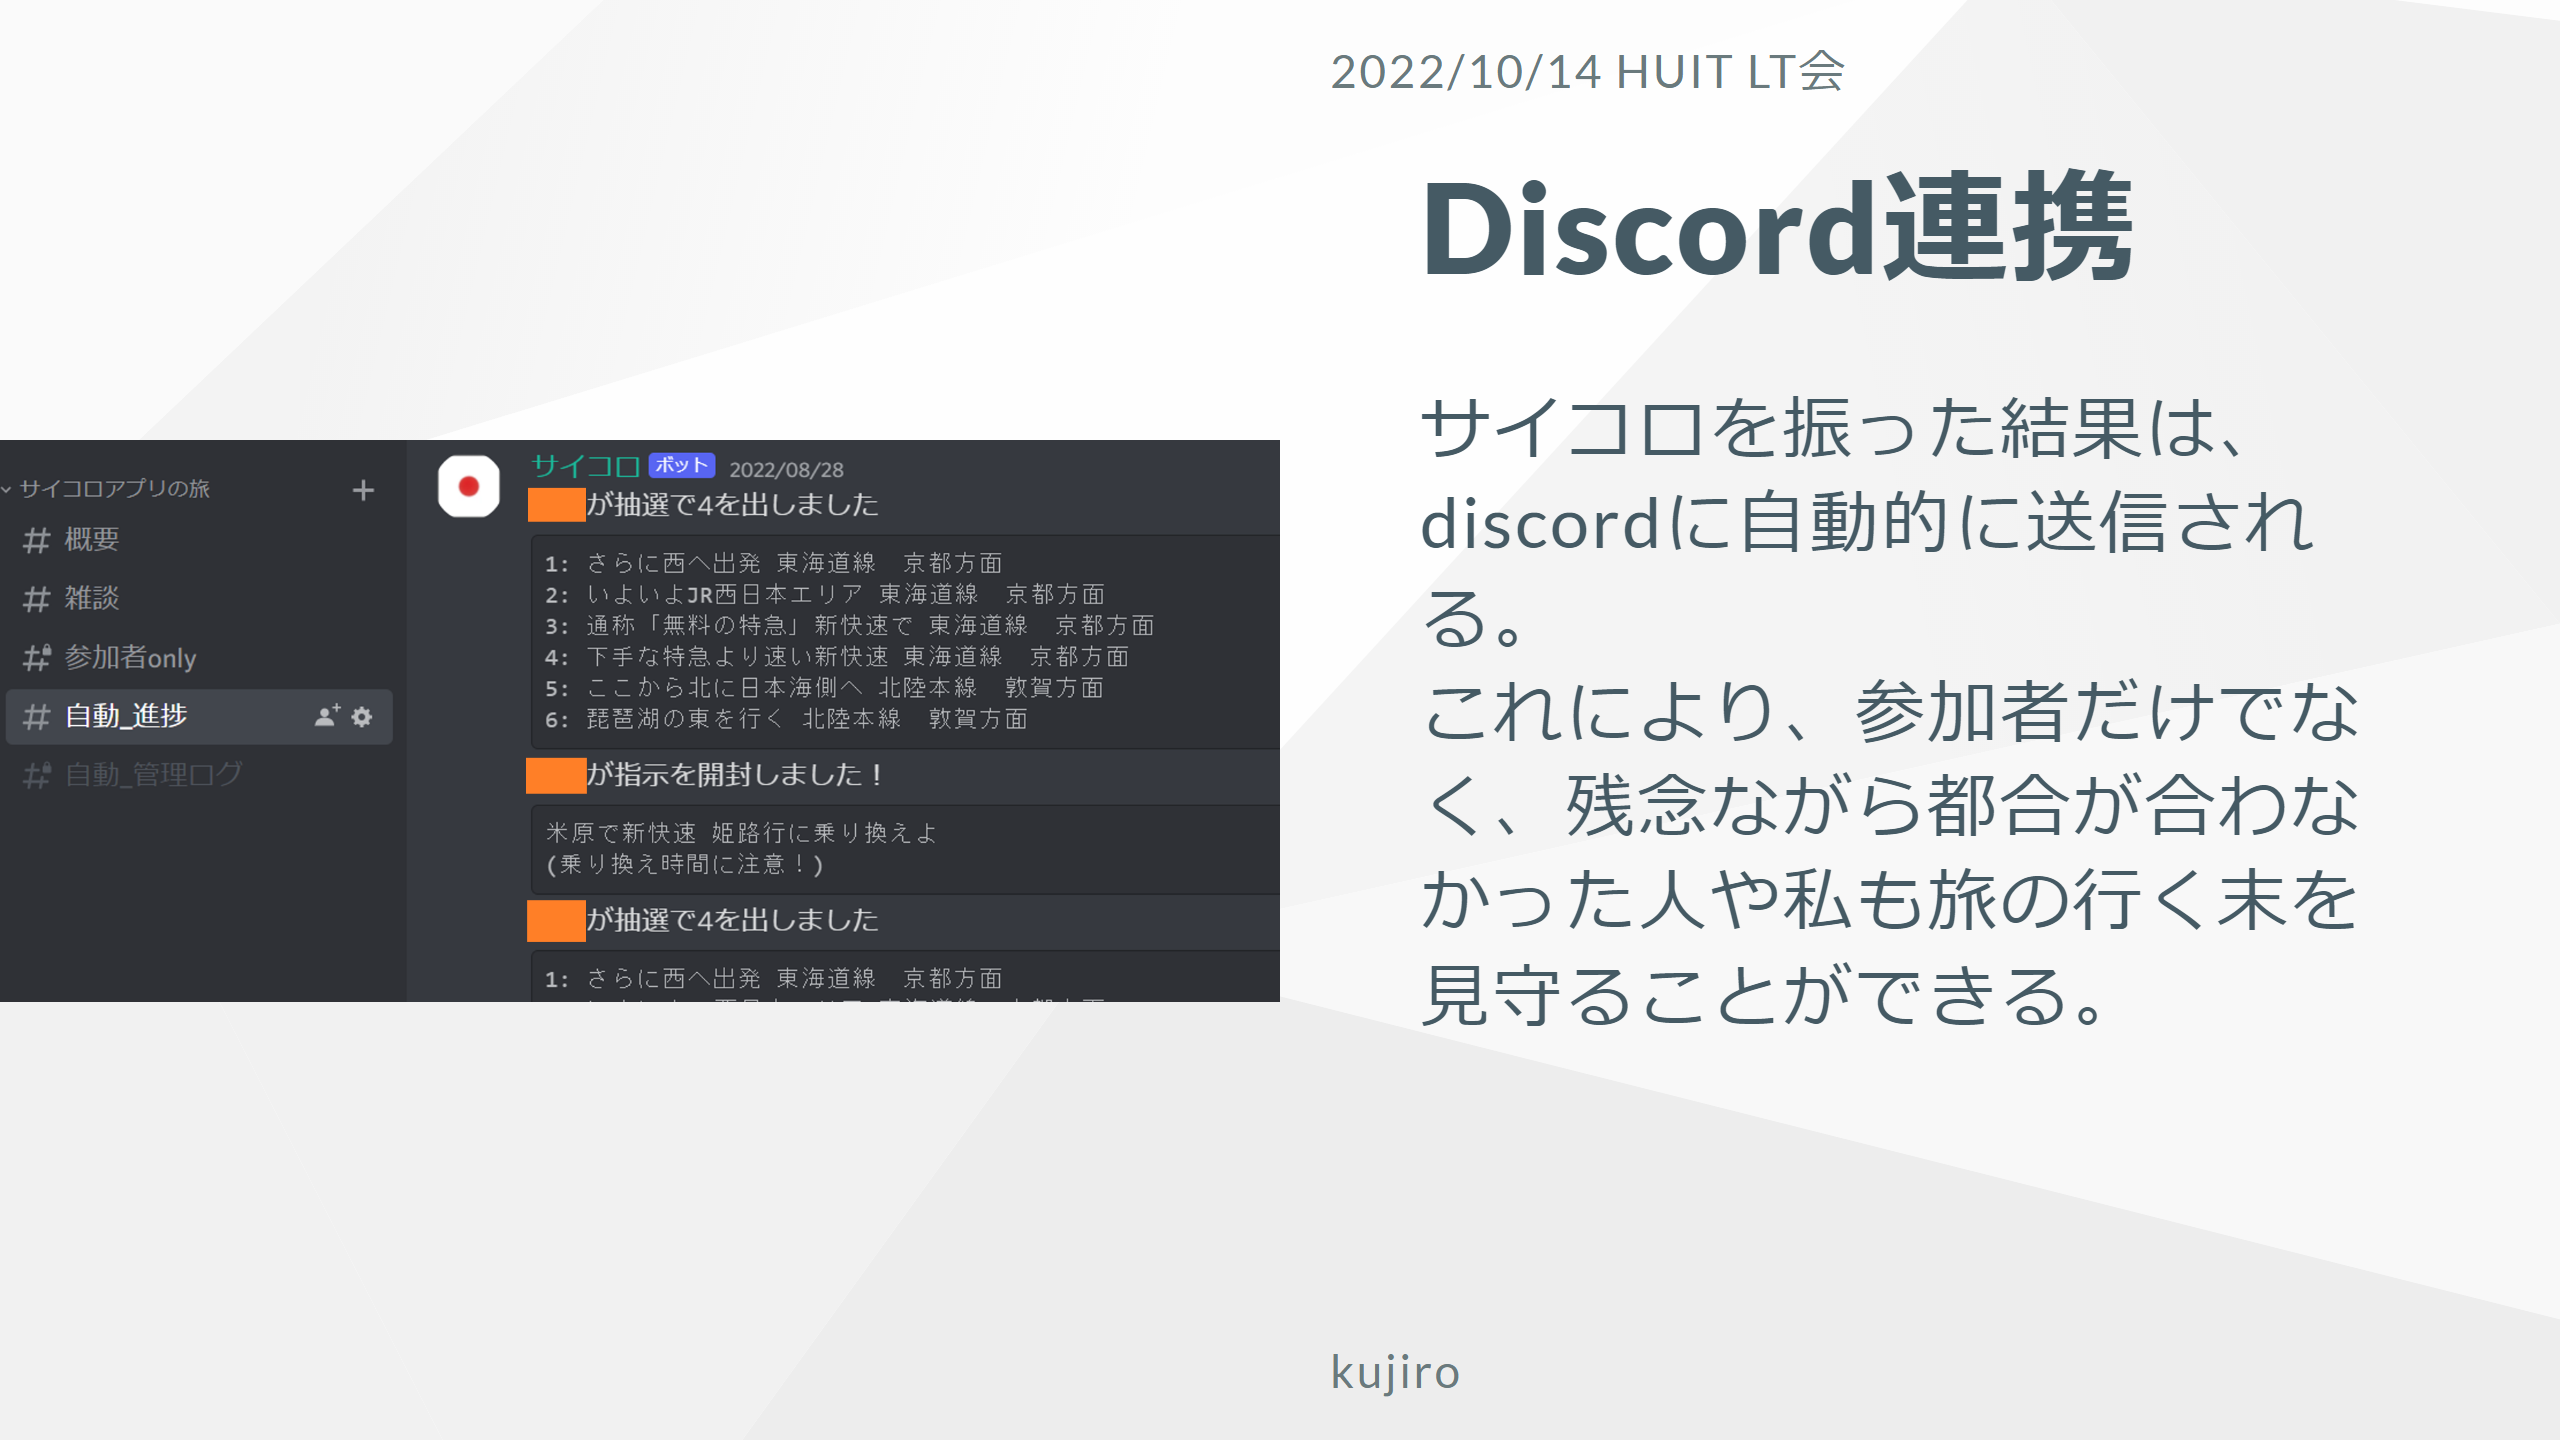 2022/10/14 HUIT LT会
Discord連携
サイコロを振った結果は、
discordに自動的に送信され
る。
これにより、参加者だけでな
く、残念ながら都合が合わな
かった人や私も旅の行く末を
見守ることができる。
サイコロアプリの旅
概要
雑談
参加者only
自動_進捗
自動_管理ログ
サイコロ ボット 2022/08/28
が抽選で4を出しました
1: さらに西へ出発 東海道線　京都方面
2: いよいよJR西日本エリア 東海道線　京都方面
3: 通称「無料の特急」新快速で 東海道線　京都方面
4: 下手な特急より速い新快速 東海道線　京都方面
5: ここから北に日本海側へ 北陸本線　敦賀方面
6: 琵琶湖の東を行く 北陸本線　敦賀方面
が指示を開封しました！
米原で新快速 姫路行に乗り換えよ
(乗り換え時間に注意！)
が抽選で4を出しました
1: さらに西へ出発 東海道線　京都方面
kujiro